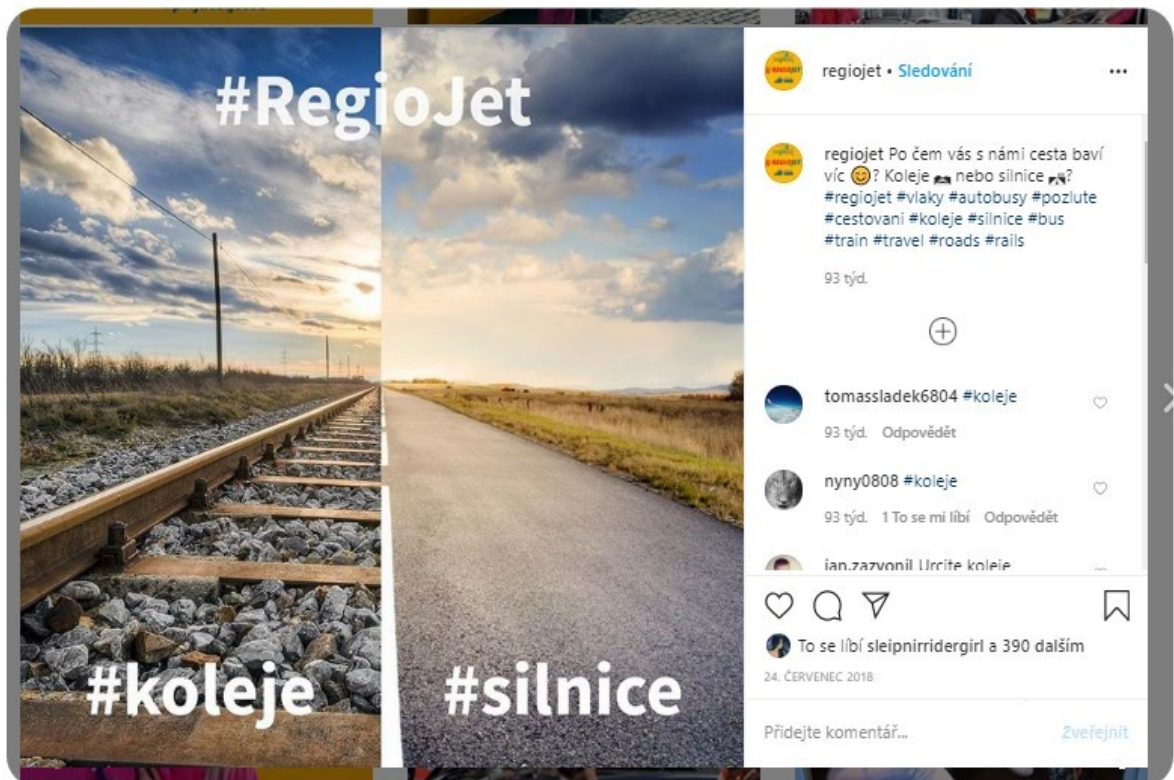 #RegioJet
#koleje
#silnice
regiojet • Sledování
regiojet Po čem vás s námi cesta baví
víc 😊? Koleje 🛤 nebo silnice 🛣?
#regiojet #vlaky #autobusy #pozlute
#cestovani #koleje #silnice #bus
#train #travel #roads #rails
93 týd.
tomassladek6804 #koleje
93 týd. Odpovědět
nyny0808 #koleje
93 týd. 1 To se mi líbí Odpovědět
jan.zazvonil Urcite koleje
To se líbí sleipnirridergirl a 390 dalším
24. ČERVENEC 2018
Přidejte komentář...
Zveřejnit